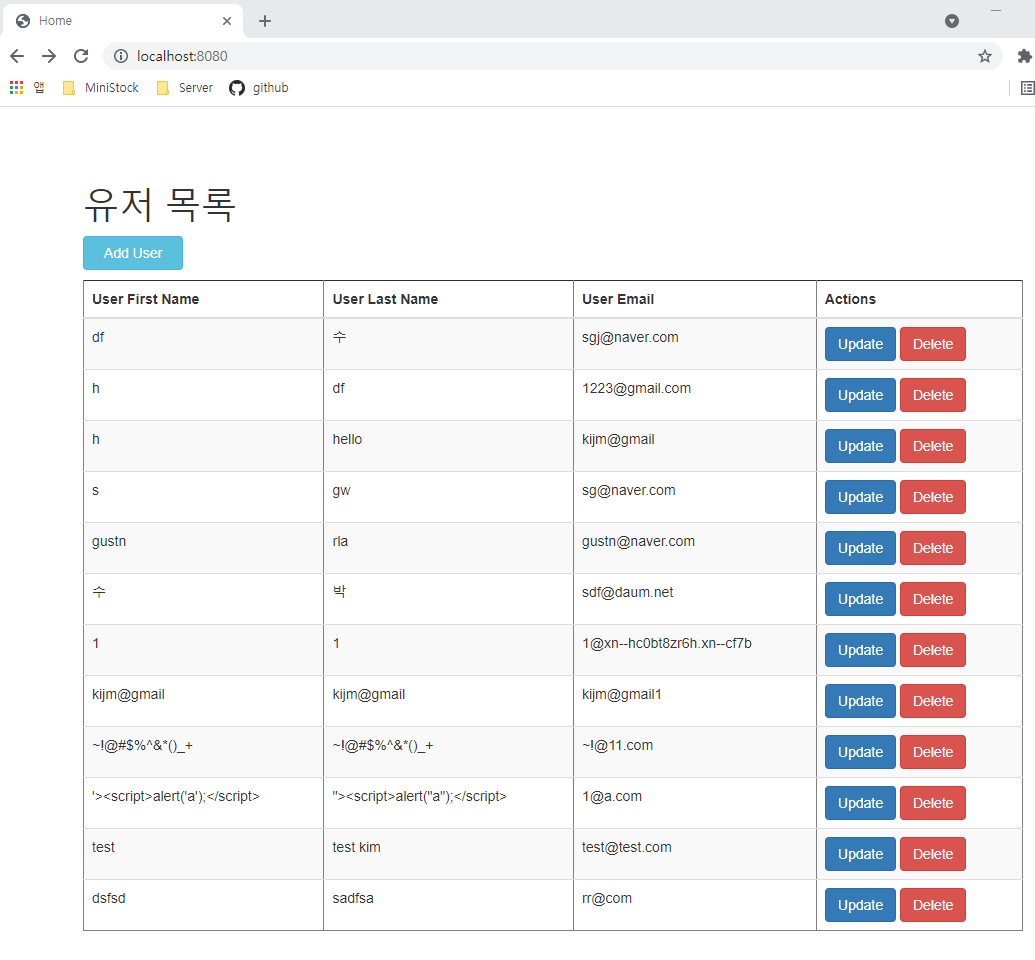 Home
localhost:8080
앱 MiniStock Server github
유저 목록
Add User
User First Name User Last Name User Email Actions
df 수 sgj@naver.com Update Delete
h df 1223@gmail.com Update Delete
h hello kijm@gmail Update Delete
s gw sg@naver.com Update Delete
gustn rla gustn@naver.com Update Delete
수 박 sdf@daum.net Update Delete
1 1 1@xn--hc0bt8zr6h.xn--cf7b Update Delete
kijm@gmail kijm@gmail kijm@gmail1 Update Delete
~!@#$%^&*()_+ ~!@#$%^&*()_+ ~!@11.com Update Delete
'><script>alert('a');</script> "><script>alert("a");</script> 1@a.com Update Delete
test test kim test@test.com Update Delete
dsfsd sadfsa rr@com Update Delete